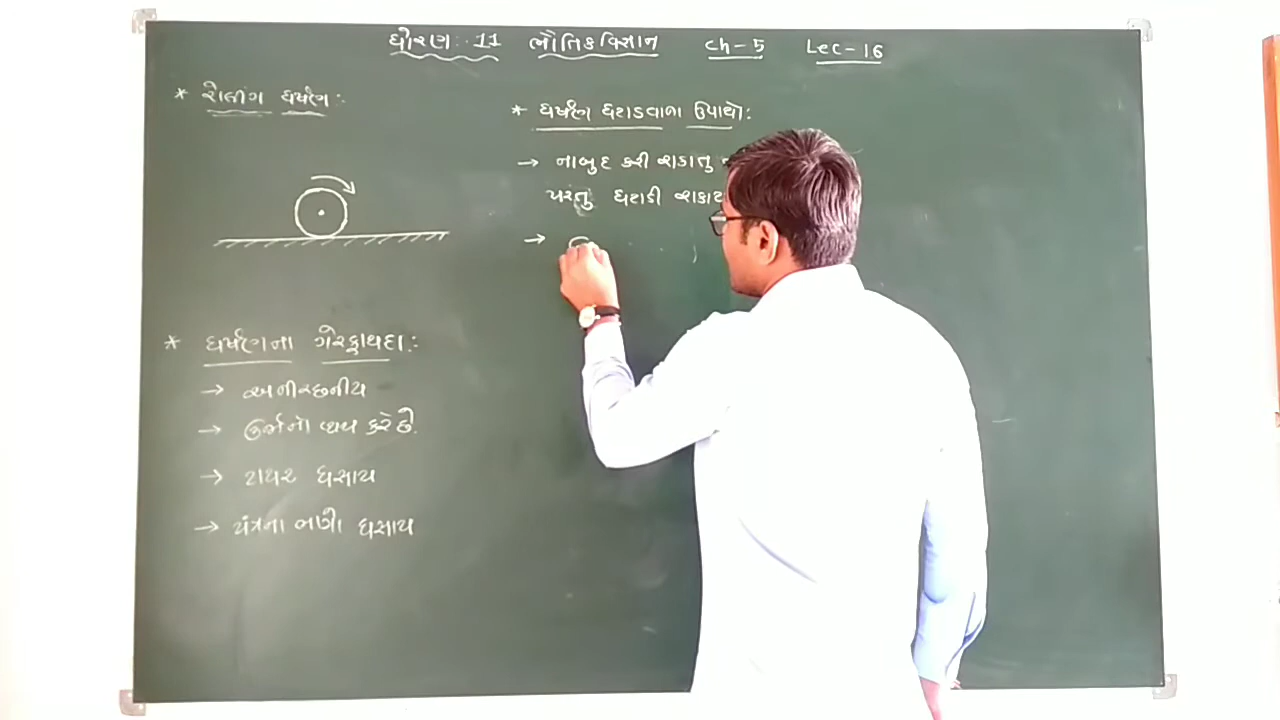 ધોરણ : 11 ભૌતિકવિજ્ઞાન Ch-5 Lec-16
* રોલીંગ ઘર્ષણ :-
* ઘર્ષણના ગેરફાયદા :-
→ અનીચ્છનીય
→ ઉર્જાનો વ્યય કરે છે.
→ ટાયર ઘસાય
→ યંત્રના ભાગો ઘસાય
* ઘર્ષણ ઘટાડવાના ઉપાયો :
→ નાબુદ કરી શકાતુ
પરંતુ ઘટાડી શકાય
→